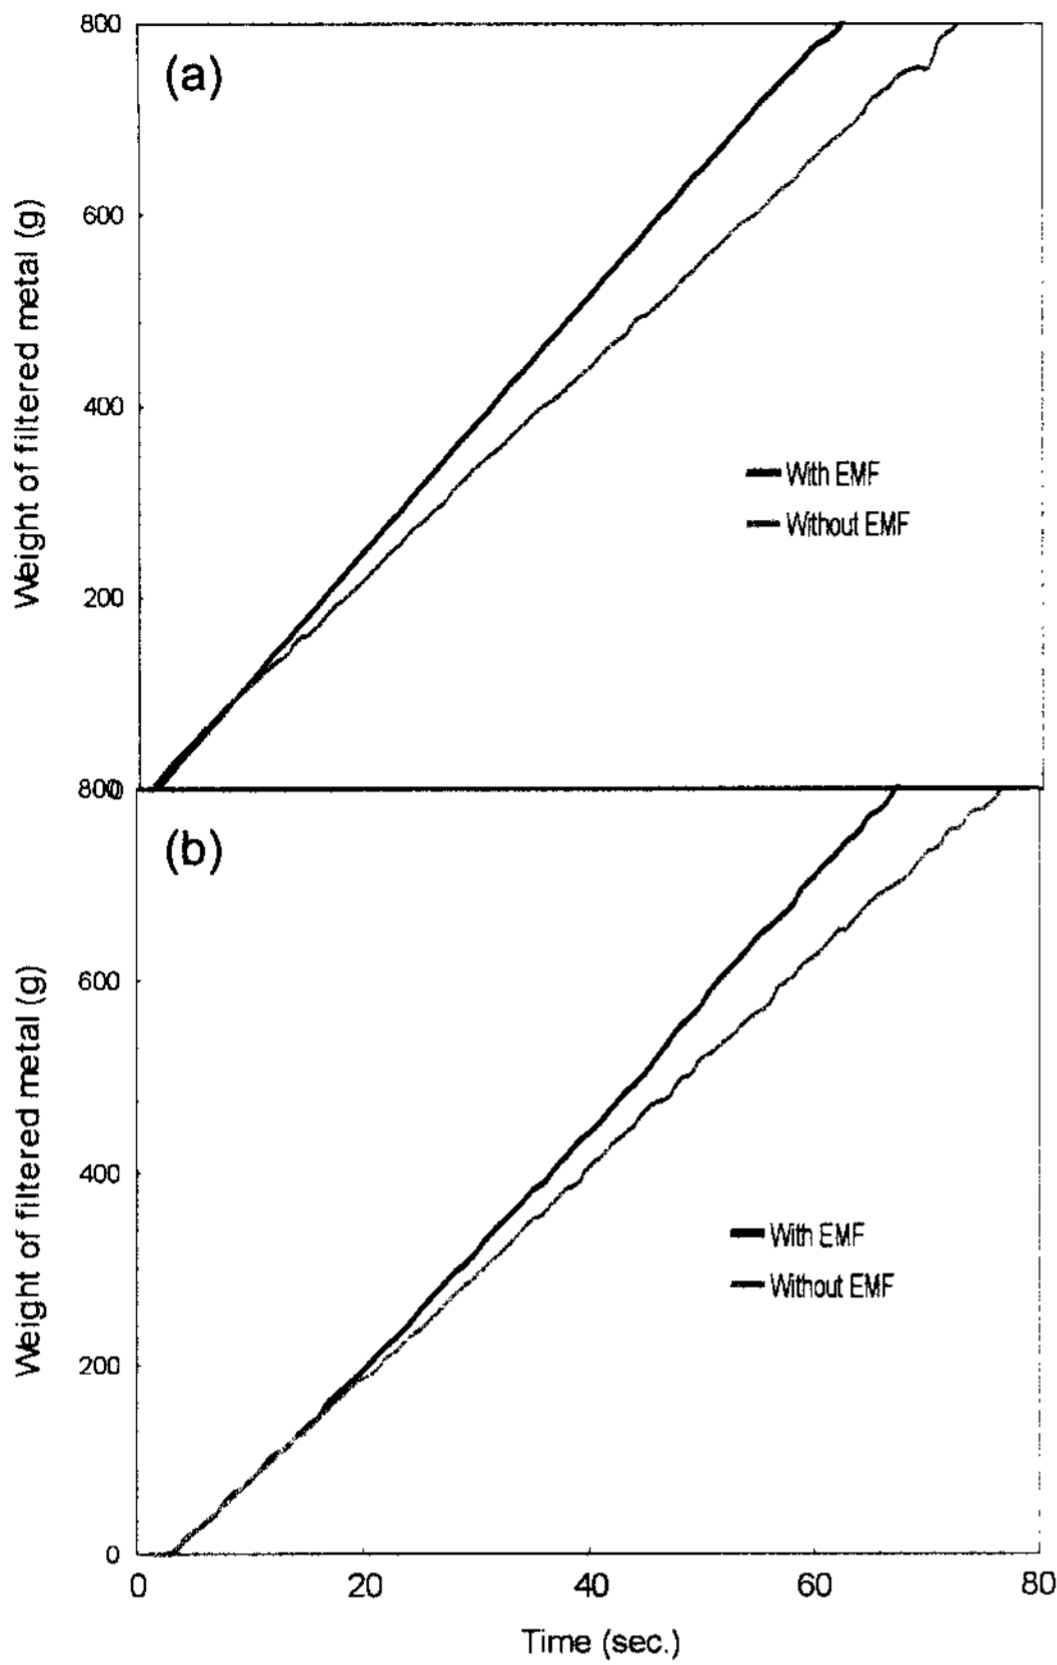 800
(a)
600
400
200
With EMF
Without EMF
Weight of filtered metal (g)
0
800
(b)
600
400
200
0
With EMF
Without EMF
Weight of filtered metal (g)
0 20 40 60 80
Time (sec.)